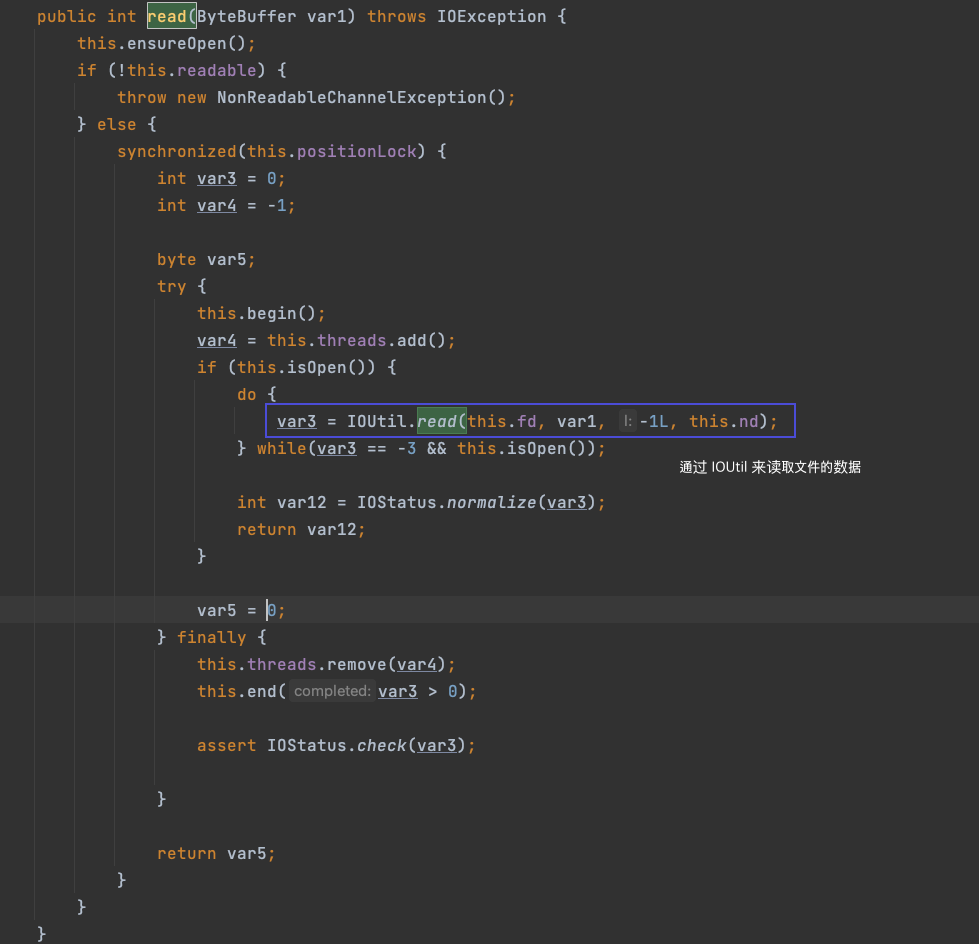 public int read(ByteBuffer var1) throws IOException {
    this.ensureOpen();
    if (!this.readable) {
        throw new NonReadableChannelException();
    } else {
        synchronized(this.positionLock) {
            int var3 = 0;
            int var4 = -1;
            byte var5;
            try {
                this.begin();
                var4 = this.threads.add();
                if (this.isOpen()) {
                    do {
                        var3 = IOUtil.read(this.fd, var1, l: -1L, this.nd);
                    } while(var3 == -3 && this.isOpen());
通过 IOUtil 来读取文件的数据
                    int var12 = IOStatus.normalize(var3);
                    return var12;
                }
                var5 = 0;
            } finally {
                this.threads.remove(var4);
                this.end( completed: var3 > 0);
                assert IOStatus.check(var3);
            }
            return var5;
        }
    }
}